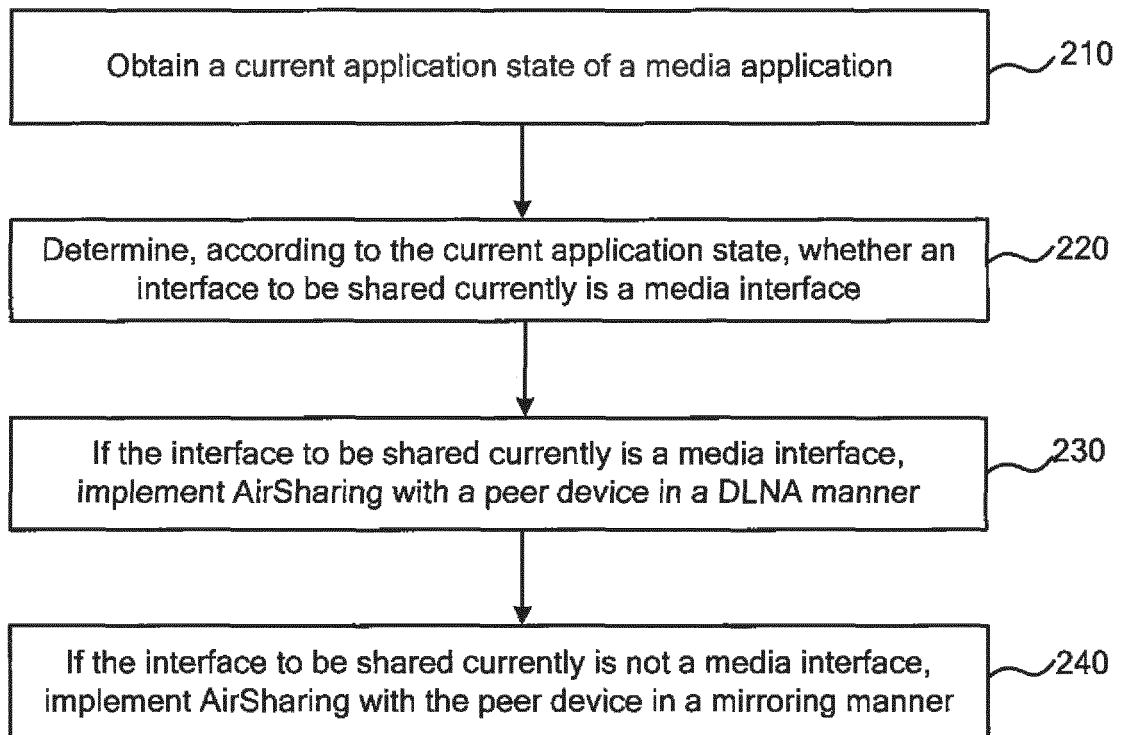 Obtain a current application state of a media application
210
Determine, according to the current application state, whether an
interface to be shared currently is a media interface
220
If the interface to be shared currently is a media interface,
implement AirSharing with a peer device in a DLNA manner
230
If the interface to be shared currently is not a media interface,
implement AirSharing with the peer device in a mirroring manner
240